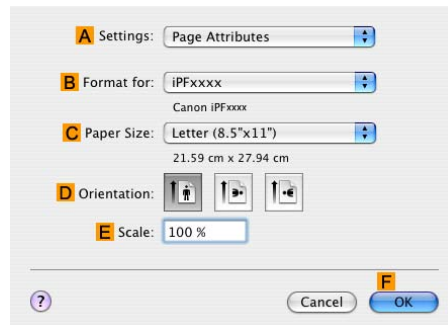 A Settings: Page Attributes
B Format for: iPFxxxx
Canon iPFxxxx
C Paper Size: Letter (8.5"x11")
21.59 cm x 27.94 cm
D Orientation:
E Scale: 100 %
F
? Cancel OK